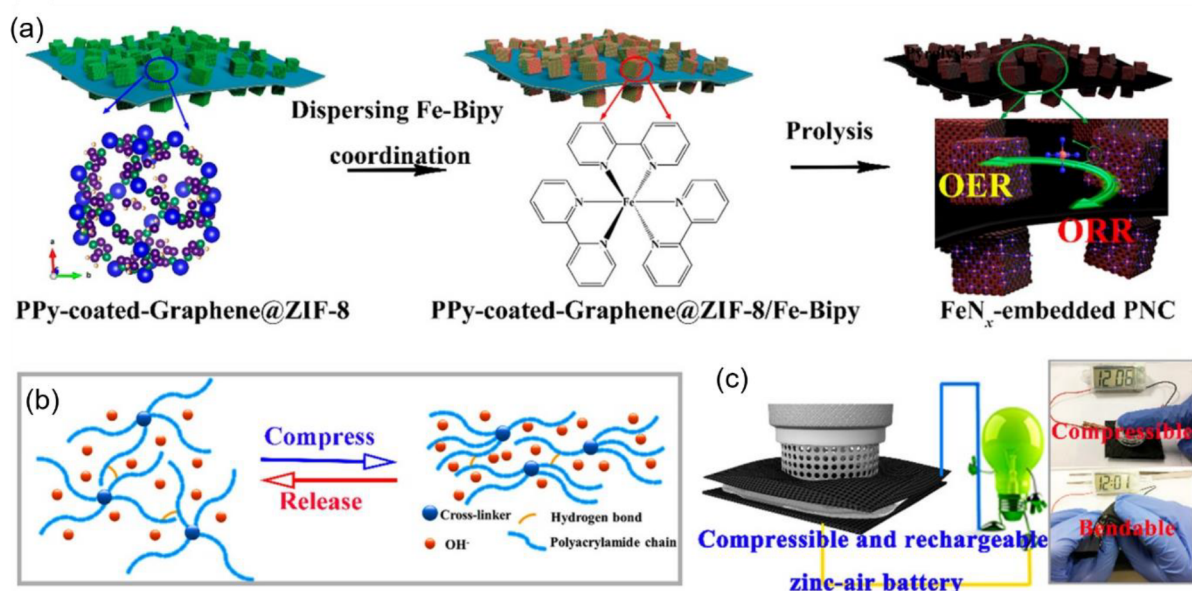 (a)
Dispersing Fe-Bipy
coordination
Prolysis
N
N
N
Fe
N
N
N
OER
ORR
a
b
PPy-coated-Graphene@ZIF-8
PPy-coated-Graphene@ZIF-8/Fe-Bipy
FeNx-embedded PNC
(b)
Compress
Release
Cross-linker
Hydrogen bond
OH-
Polyacrylamide chain
(c)
Compressible and rechargeable
zinc-air battery
12:06
Compressible
12:01
Bendable